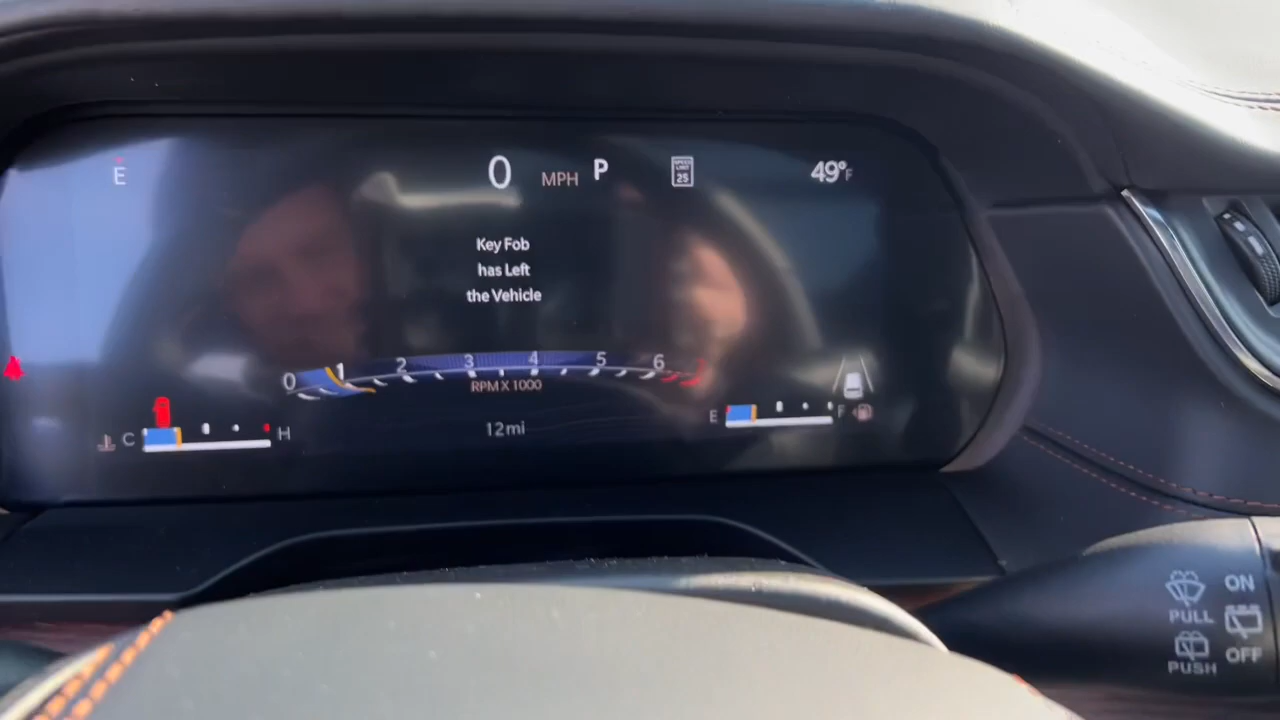 E
0 MPH P
SPEED LIMIT 25
49°F
Key Fob
has Left
the Vehicle
0 1 2 3 4 5 6
RPM X 1000
C H
E F
12mi
ON
PULL
OFF
PUSH